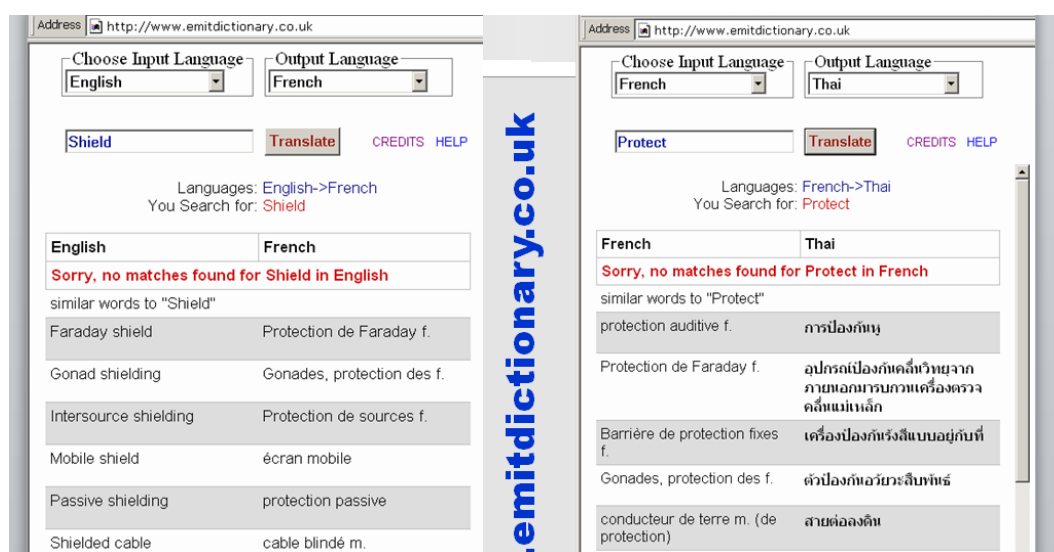 Address http://www.emitdictionary.co.uk
Choose Input Language Output Language
English French
Shield Translate CREDITS HELP
Languages: English->French
You Search for: Shield
English French
Sorry, no matches found for Shield in English
similar words to "Shield"
Faraday shield Protection de Faraday f.
Gonad shielding Gonades, protection des f.
Intersource shielding Protection de sources f.
Mobile shield écran mobile
Passive shielding protection passive
Shielded cable cable blindé m.
.emitdictionary.co.uk
Address http://www.emitdictionary.co.uk
Choose Input Language Output Language
French Thai
Protect Translate CREDITS HELP
Languages: French->Thai
You Search for: Protect
French Thai
Sorry, no matches found for Protect in French
similar words to "Protect"
protection auditive f. การป้องกันหู
Protection de Faraday f. อุปกรณ์ป้องกันคลื่นวิทยุจาก
ภายนอกมารบกวนเครื่องตรวจ
คลื่นแม่เหล็ก
Barrière de protection fixes เครื่องป้องกันรังสีแบบอยู่กับที่
f.
Gonades, protection des f. ตัวป้องกันอวัยวะสืบพันธ์
conducteur de terre m. (de สายต่อลงดิน
protection)